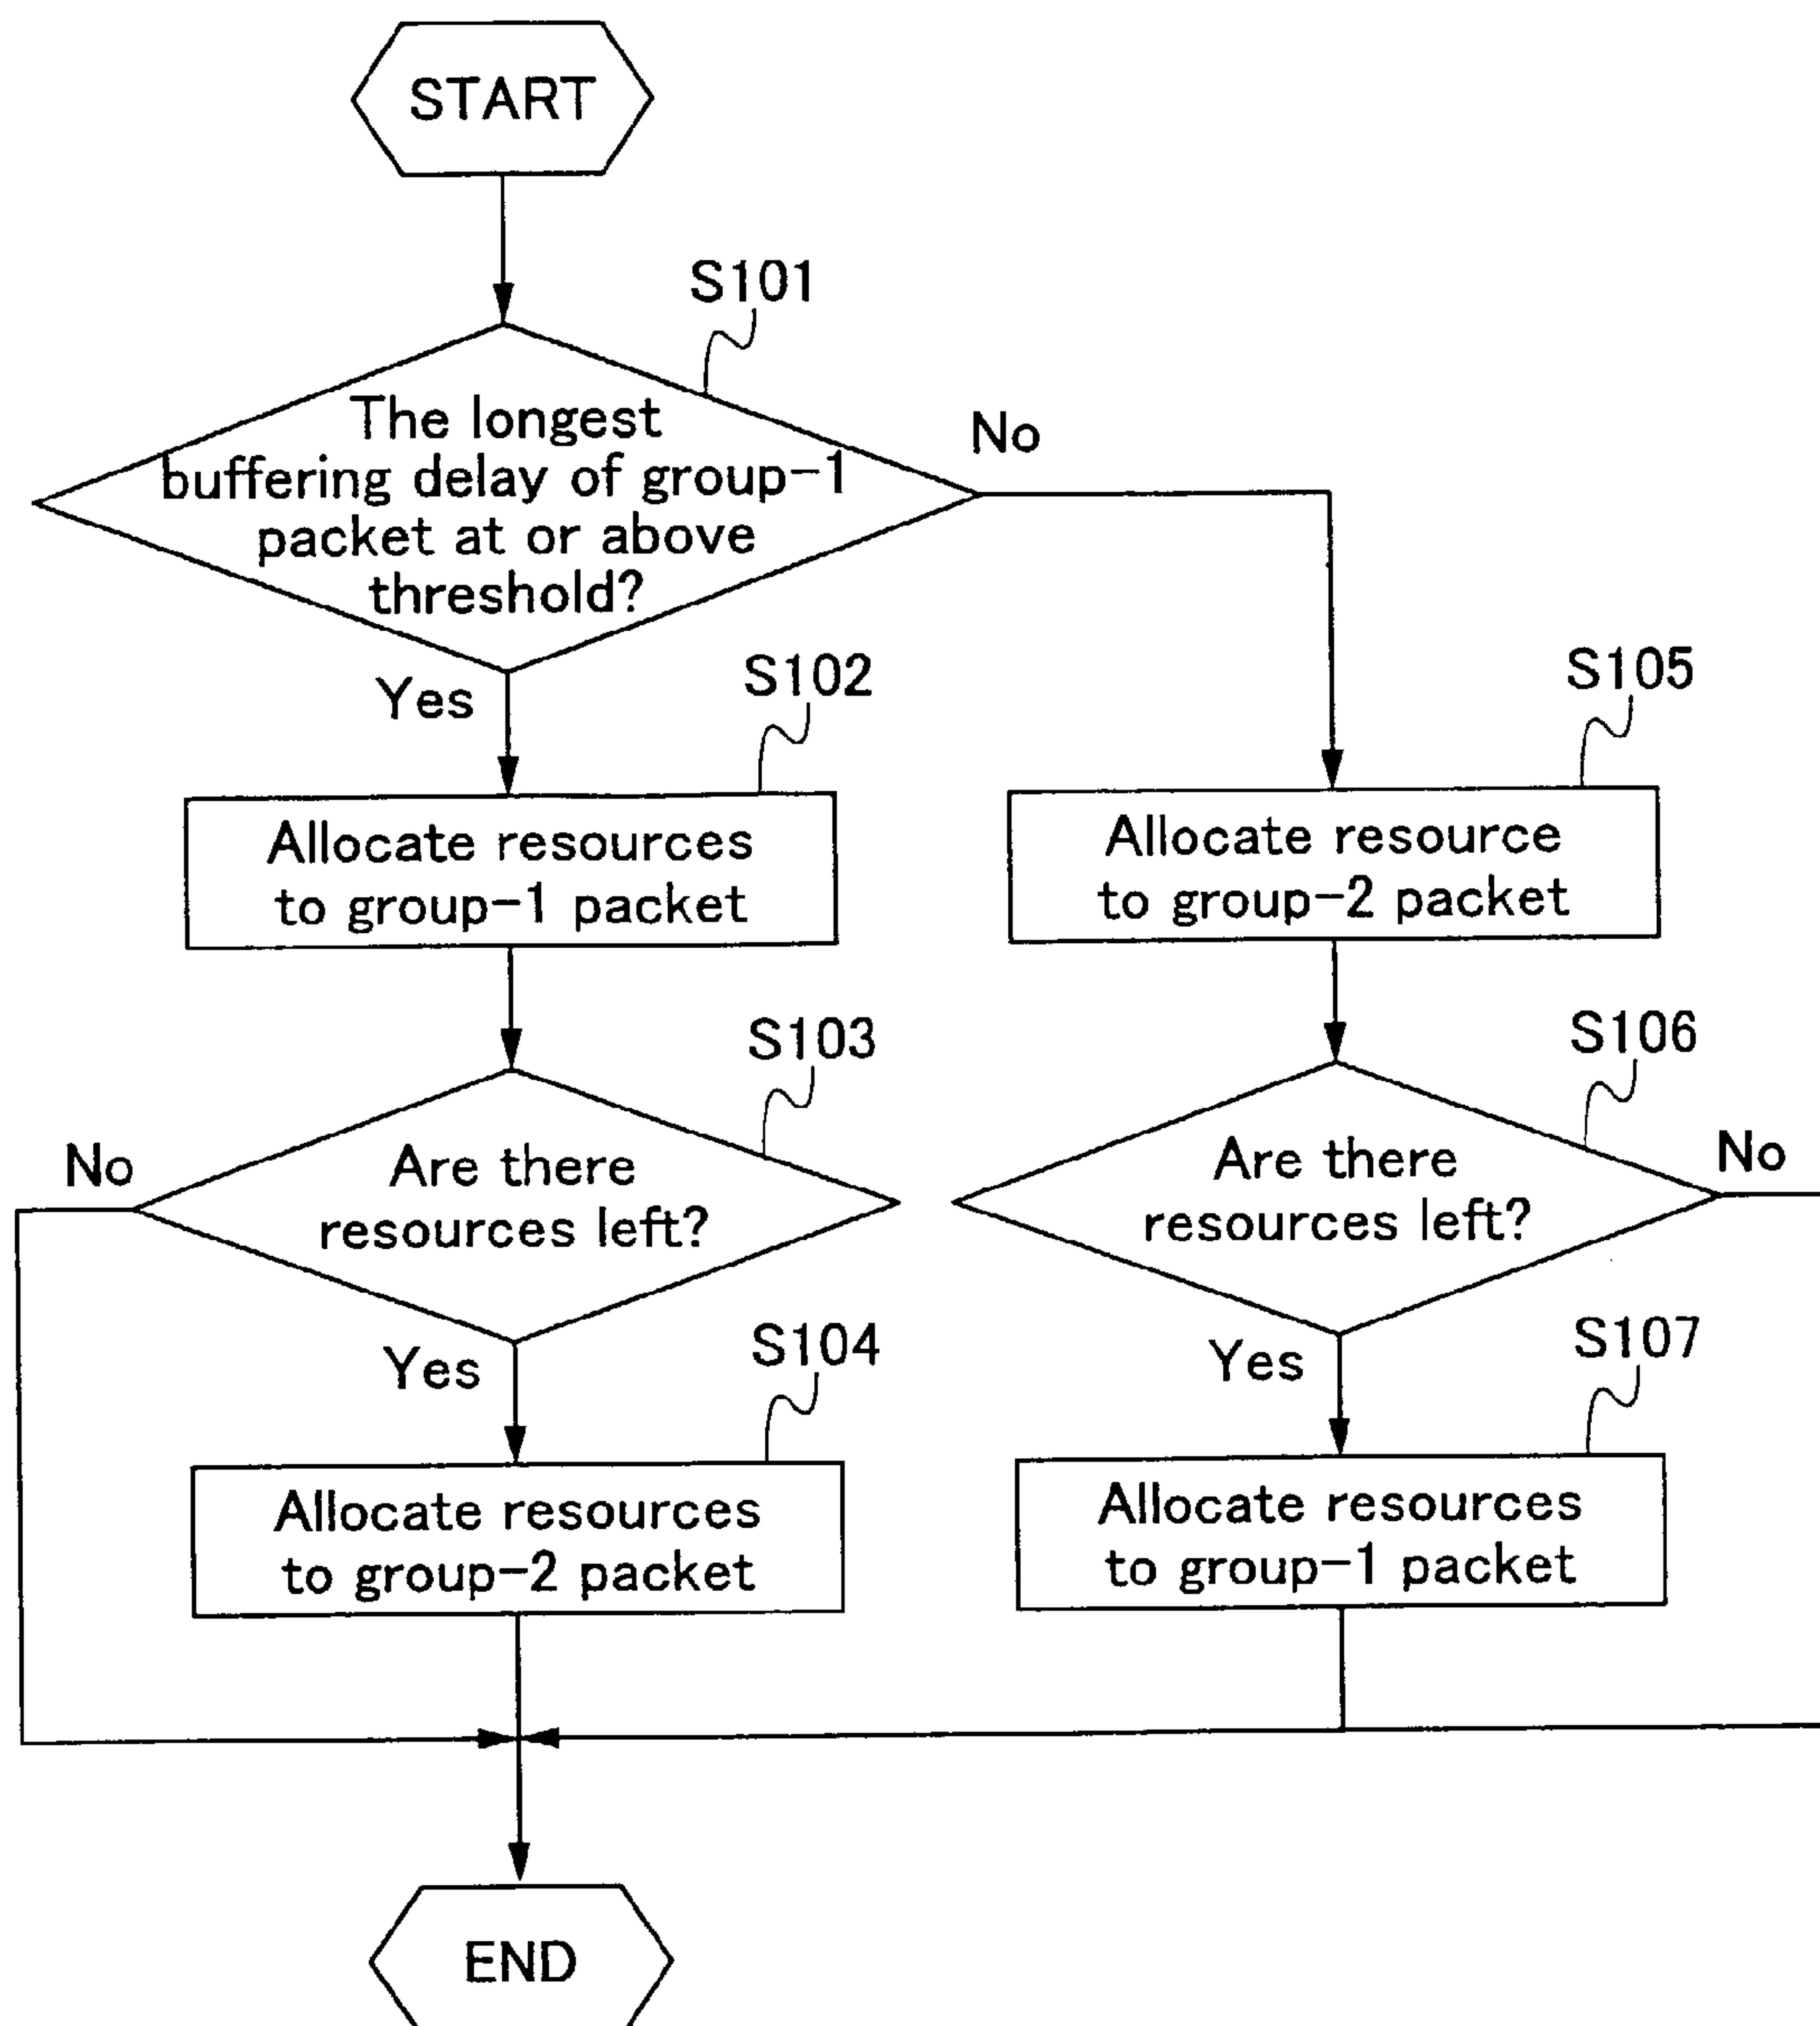 START
S101
The longest
buffering delay of group-1
packet at or above
threshold?
No
Yes
S102
Allocate resources
to group-1 packet
S105
Allocate resource
to group-2 packet
S103
Are there
resources left?
No
Yes
S106
Are there
resources left?
No
Yes
S104
Allocate resources
to group-2 packet
S107
Allocate resources
to group-1 packet
END